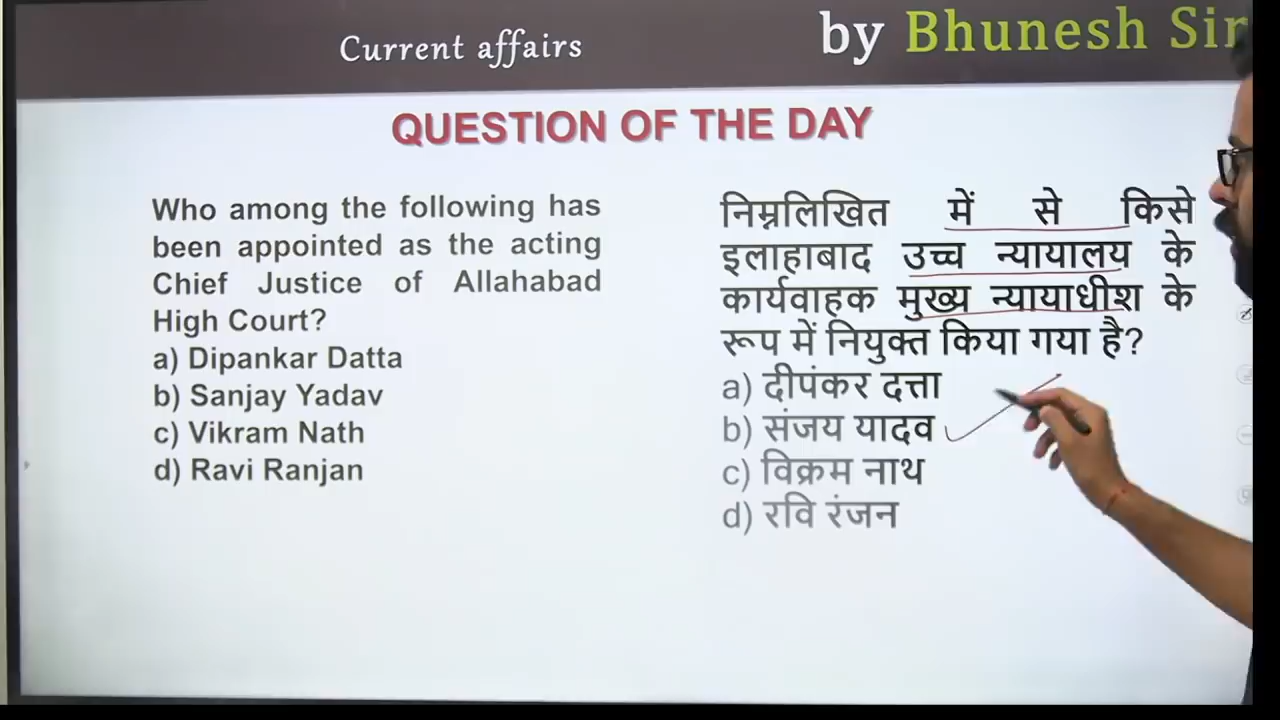 Current affairs
by Bhunesh Sir
QUESTION OF THE DAY
Who among the following has
been appointed as the acting
Chief Justice of Allahabad
High Court?
a) Dipankar Datta
b) Sanjay Yadav
c) Vikram Nath
d) Ravi Ranjan
निम्नलिखित में से किसे
इलाहाबाद उच्च न्यायालय के
कार्यवाहक मुख्य न्यायाधीश के
रूप में नियुक्त किया गया है?
a) दीपंकर दत्ता
b) संजय यादव
c) विक्रम नाथ
d) रवि रंजन